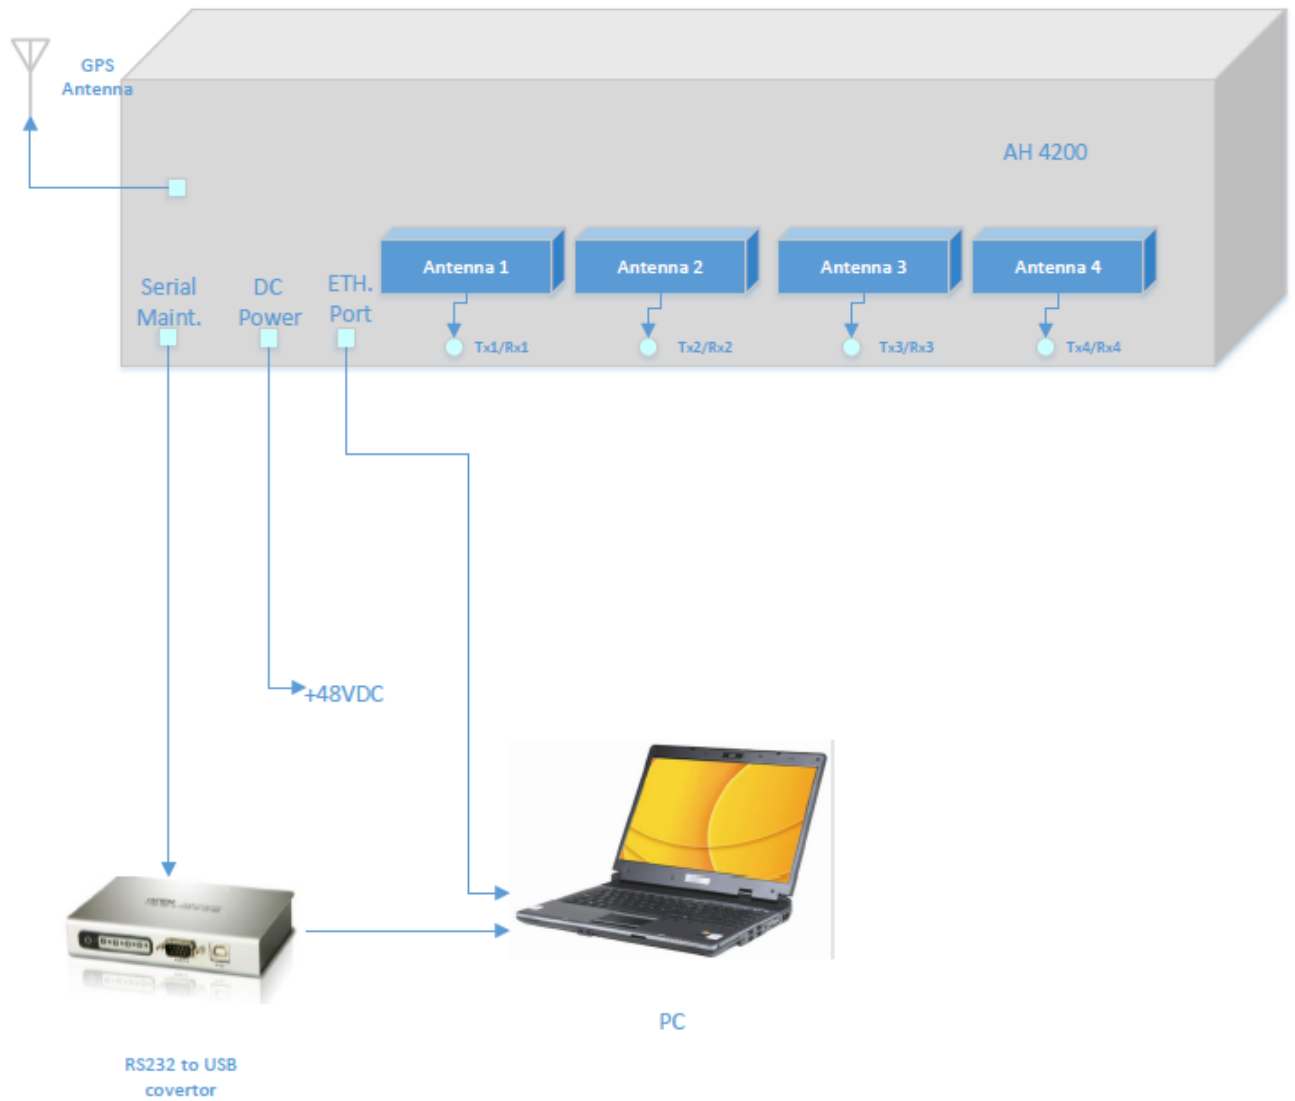 GPS
Antenna
AH 4200
Antenna 1
Antenna 2
Antenna 3
Antenna 4
Serial
Maint.
DC
Power
ETH.
Port
Tx1/Rx1
Tx2/Rx2
Tx3/Rx3
Tx4/Rx4
+48VDC
PC
RS232 to USB
covertor